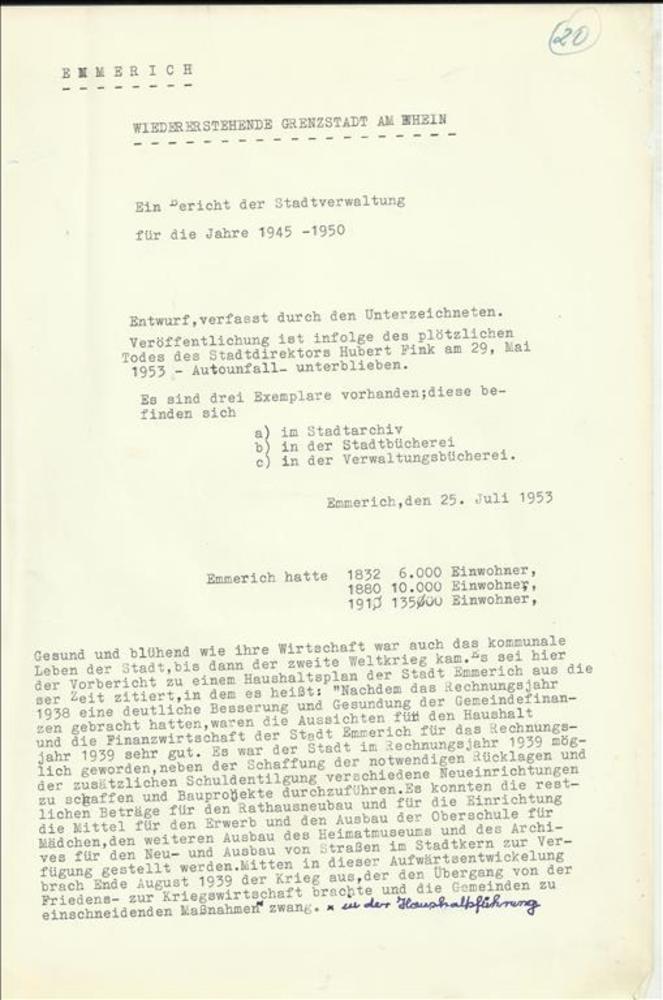 20
EMMERICH
WIEDERERSTEHENDE GRENZSTADT AM RHEIN
Ein Bericht der Stadtverwaltung
für die Jahre 1945 -1950
Entwurf,verfasst durch den Unterzeichneten.
Veröffentlichung ist infolge des plötzlichen
Todes des Stadtdirektors Hubert Fink am 29, Mai
1953 - Autounfall- unterblieben.
Es sind drei Exemplare vorhanden;diese be-
finden sich
a) im Stadtarchiv
b) in der Stadtbücherei
c) in der Verwaltungsbücherei.
Emmerich,den 25. Juli 1953
Emmerich hatte 1832 6.000 Einwohner,
1880 10.000 Einwohner,
1910 13500 Einwohner,
Gesund und blühend wie ihre Wirtschaft war auch das kommunale
Leben der Stadt,bis dann der zweite Weltkrieg kam.Es sei hier
der Vorbericht zu einem Haushaltsplan der Stadt Emmerich aus die
ser Zeit zitiert,in dem es heißt: "Nachdem das Rechnungsjahr
1938 eine deutliche Besserung und Gesundung der Gemeindefinan-
zen gebracht hatten,waren die Aussichten für den Haushalt
und die Finanzwirtschaft der Stadt Emmerich für das Rechnungs-
jahr 1939 sehr gut. Es war der Stadt im Rechnungsjahr 1939 mög-
lich geworden,neben der Schaffung der notwendigen Rücklagen und
der zusätzlichen Schuldentilgung verschiedene Neueinrichtungen
zu schaffen und Bauprojekte durchzuführen.Es konnten die rest-
lichen Beträge für den Rathausneubau und für die Einrichtung
die Mittel für den Erwerb und den Ausbau der Oberschule für
Mädchen,den weiteren Ausbau des Heimatmuseums und des Archi-
ves für den Neu- und Ausbau von Straßen im Stadtkern zur Ver-
fügung gestellt werden.Mitten in dieser Aufwärtsentwickelung
brach Ende August 1939 der Krieg aus,der den Übergang von der
Friedens- zur Kriegswirtschaft brachte und die Gemeinden zu
einschneidenden Maßnahmen" zwang. × in der Haushaltsführung